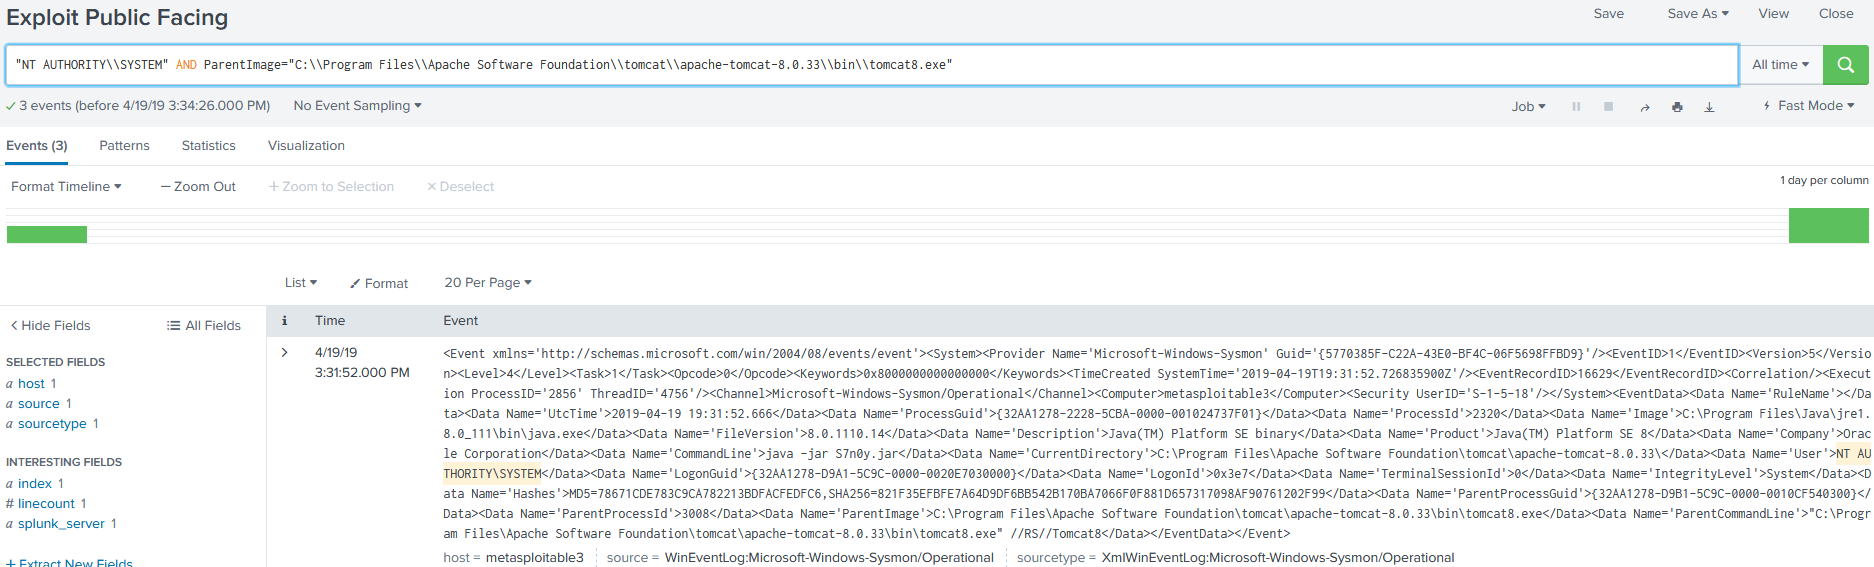 Exploit Public Facing
Save Save As View Close
"NT AUTHORITY\\SYSTEM" AND ParentImage="C:\\Program Files\\Apache Software Foundation\\tomcat\\apache-tomcat-8.0.33\\bin\\tomcat8.exe"
All time
3 events (before 4/19/19 3:34:26.000 PM) No Event Sampling
Job Fast Mode
Events (3) Patterns Statistics Visualization
Format Timeline — Zoom Out + Zoom to Selection × Deselect
1 day per column
List Format 20 Per Page
< Hide Fields All Fields
i Time Event
SELECTED FIELDS
a host 1
a source 1
a sourcetype 1
INTERESTING FIELDS
a index 1
# linecount 1
a splunk_server 1
+ Extract New Fields
4/19/19
3:31:52.000 PM
<Event xmlns='http://schemas.microsoft.com/win/2004/08/events/event'><System><Provider Name='Microsoft-Windows-Sysmon' Guid='{5770385F-C22A-43E0-BF4C-06F5698FFBD9}'/><EventID>1</EventID><Version>5</Versio
n><Level>4</Level><Task>1</Task><Opcode>0</Opcode><Keywords>0x8000000000000000</Keywords><TimeCreated SystemTime='2019-04-19T19:31:52.726835900Z'/><EventRecordID>16629</EventRecordID><Correlation/><Execut
ion ProcessID='2856' ThreadID='4756'/><Channel>Microsoft-Windows-Sysmon/Operational</Channel><Computer>metasploitable3</Computer><Security UserID='S-1-5-18'/></System><EventData><Data Name='RuleName'></Da
ta><Data Name='UtcTime'>2019-04-19 19:31:52.666</Data><Data Name='ProcessGuid'>{32AA1278-2228-5CBA-0000-001024737F01}</Data><Data Name='ProcessId'>2320</Data><Data Name='Image'>C:\Program Files\Java\jre1.
8.0_111\bin\java.exe</Data><Data Name='FileVersion'>8.0.1110.14</Data><Data Name='Description'>Java(TM) Platform SE binary</Data><Data Name='Product'>Java(TM) Platform SE 8</Data><Data Name='Company'>Orac
le Corporation</Data><Data Name='CommandLine'>java -jar S7n0y.jar</Data><Data Name='CurrentDirectory'>C:\Program Files\Apache Software Foundation\tomcat\apache-tomcat-8.0.33\</Data><Data Name='User'>NT AU
THORITY\SYSTEM</Data><Data Name='LogonGuid'>{32AA1278-D9A1-5C9C-0000-0020E7030000}</Data><Data Name='LogonId'>0x3e7</Data><Data Name='TerminalSessionId'>0</Data><Data Name='IntegrityLevel'>System</Data><D
ata Name='Hashes'>MD5=78671CDE783C9CA782213BDFACFEDFC6,SHA256=821F35EFBFE7A64D9DF6BB542B170BA7066F0F881D657317098AF90761202F99</Data><Data Name='ParentProcessGuid'>{32AA1278-D9B1-5C9C-0000-0010CF540300}</
Data><Data Name='ParentProcessId'>3008</Data><Data Name='ParentImage'>C:\Program Files\Apache Software Foundation\tomcat\apache-tomcat-8.0.33\bin\tomcat8.exe</Data><Data Name='ParentCommandLine'>"C:\Progr
am Files\Apache Software Foundation\tomcat\apache-tomcat-8.0.33\bin\tomcat8.exe" //RS//Tomcat8</Data></EventData></Event>
host = metasploitable3 source = WinEventLog:Microsoft-Windows-Sysmon/Operational sourcetype = XmlWinEventLog:Microsoft-Windows-Sysmon/Operational